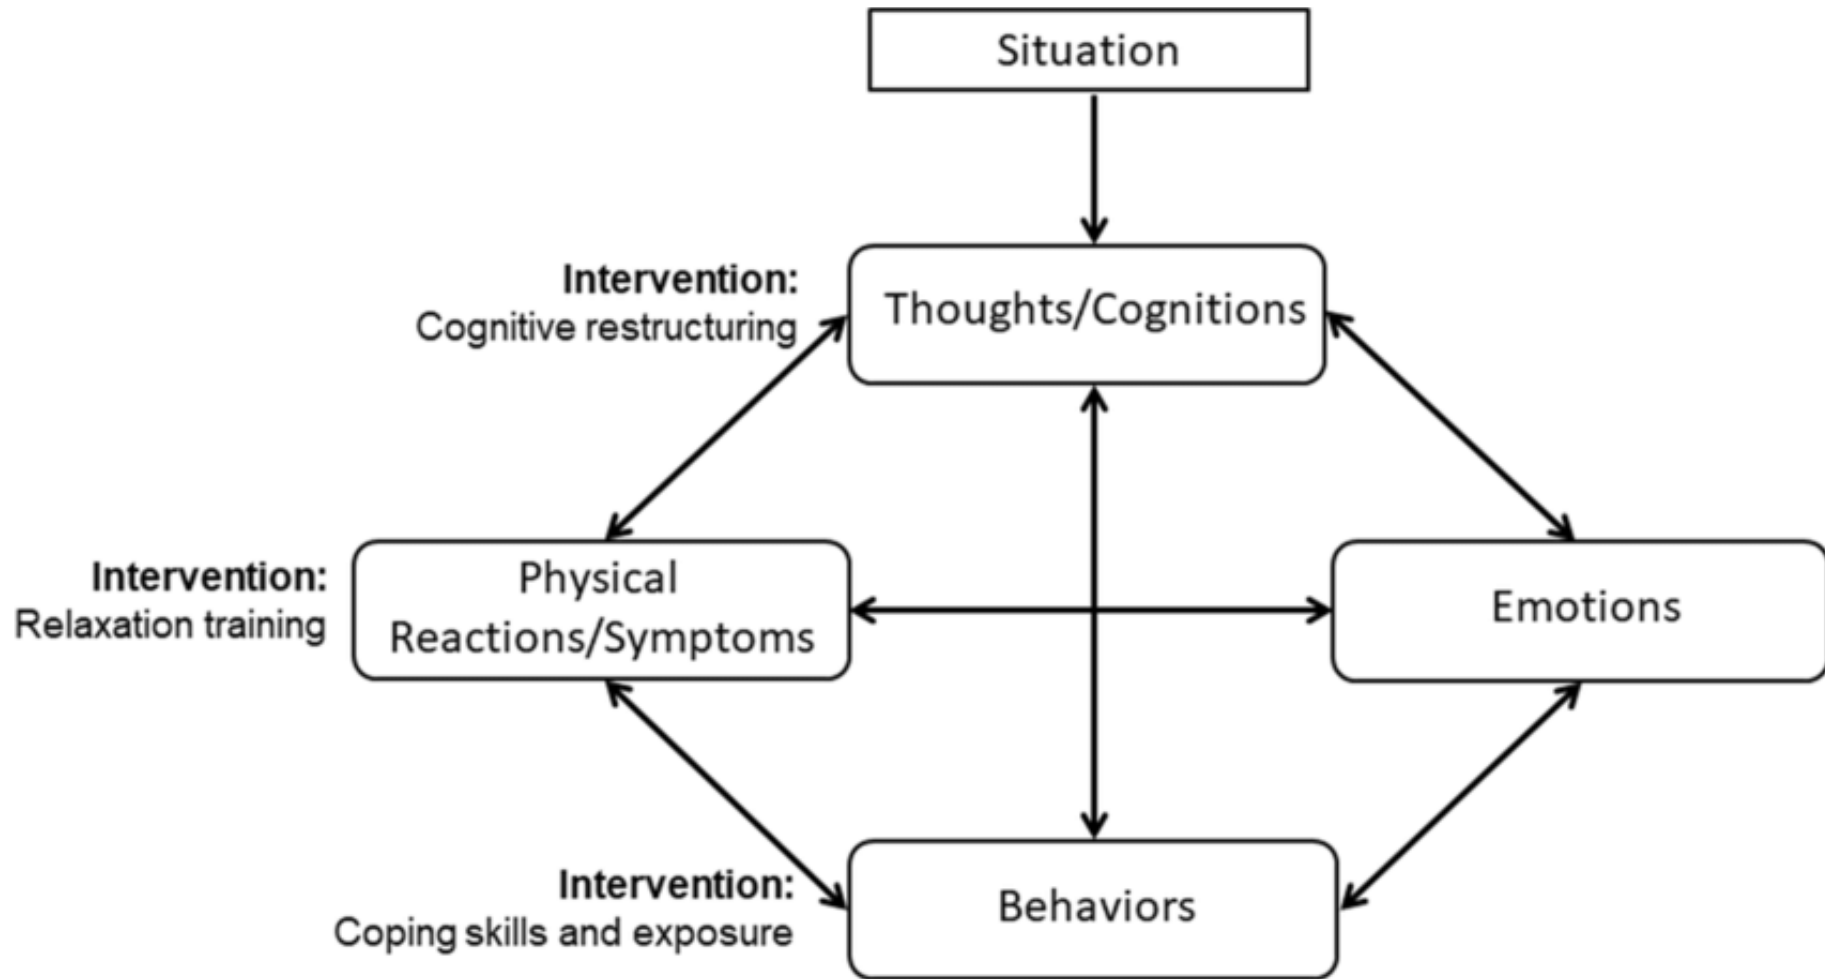 Situation
Intervention:
Cognitive restructuring
Thoughts/Cognitions
Intervention:
Relaxation training
Physical
Reactions/Symptoms
Emotions
Intervention:
Coping skills and exposure
Behaviors